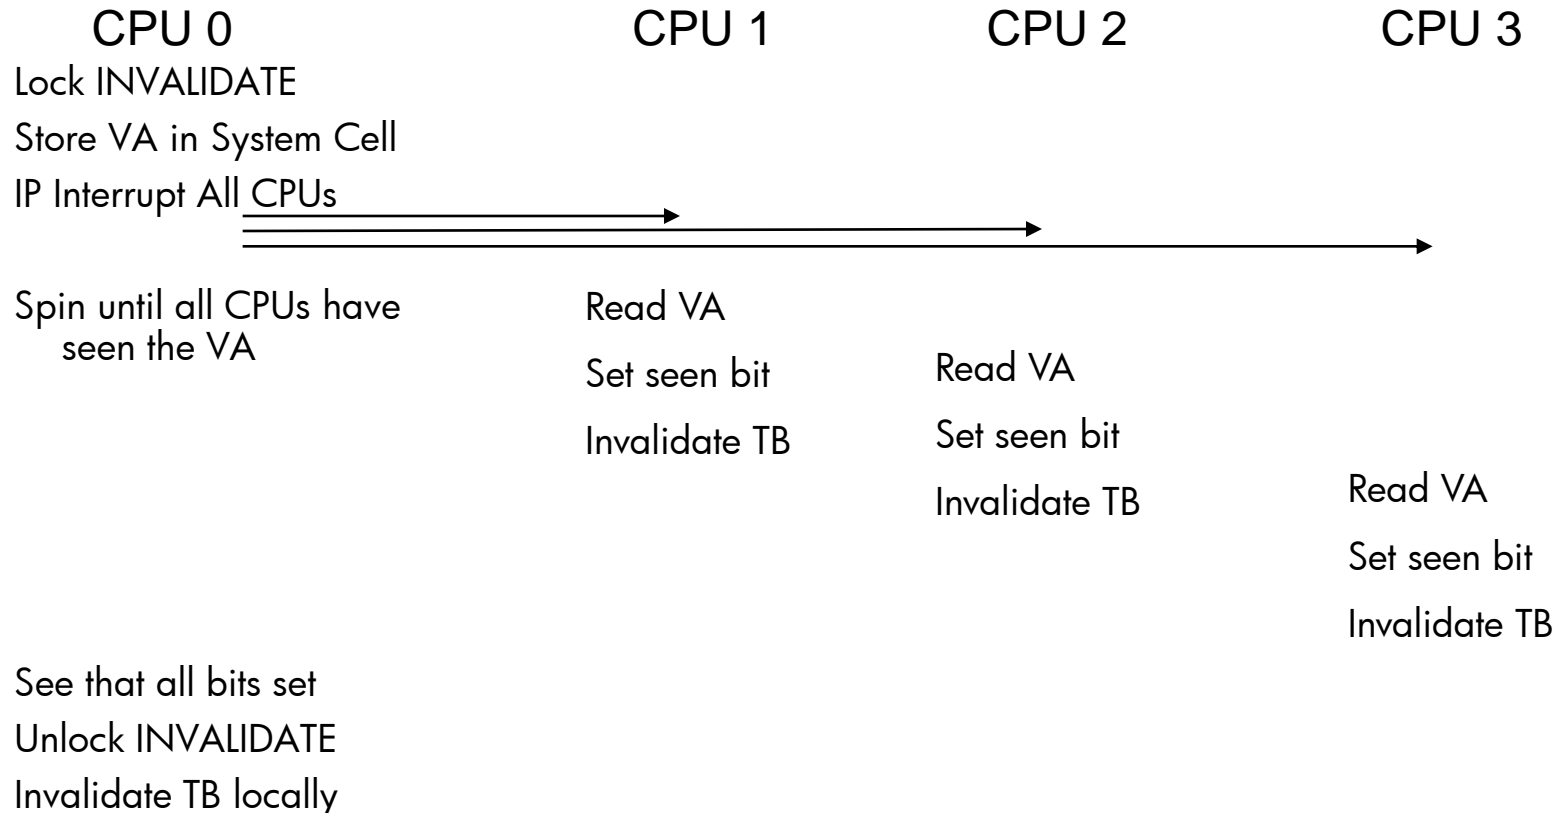 CPU 0
CPU 1
CPU 2
CPU 3
Lock INVALIDATE
Store VA in System Cell
IP Interrupt All CPUs
Spin until all CPUs have
seen the VA
Read VA
Set seen bit
Invalidate TB
Read VA
Set seen bit
Invalidate TB
Read VA
Set seen bit
Invalidate TB
See that all bits set
Unlock INVALIDATE
Invalidate TB locally